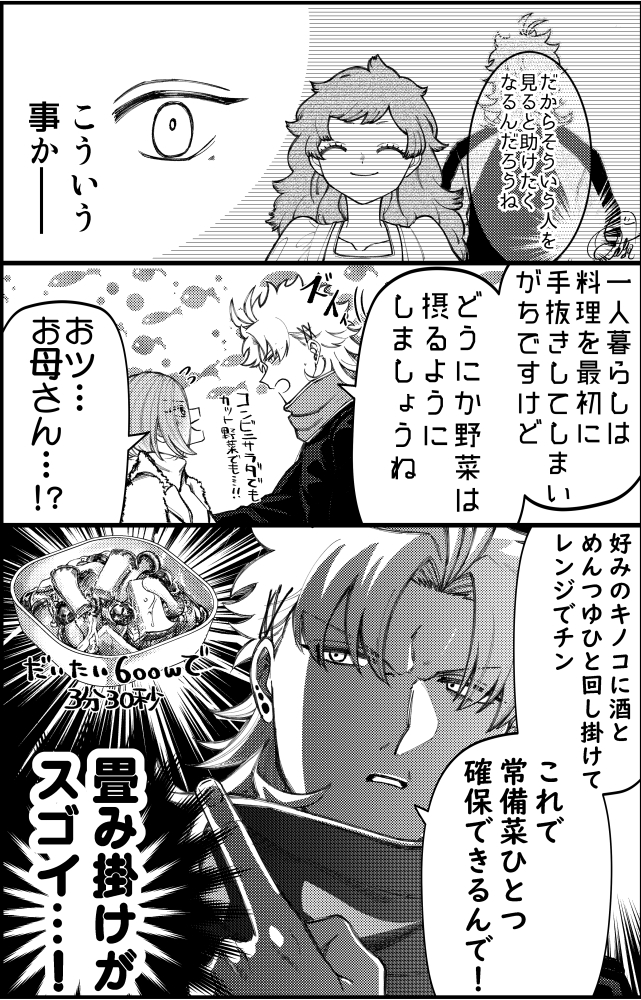 だからそういう人を
見ると助けたく
なるんだろうね
こういう
事か――
一人暮らしは
料理を最初に
手抜きしてしまい
がちですけど
どうにか野菜は
摂るように
しましょうね
ドドン
コンビニサラダでも
カット野菜でも…!!
おツ…
お母さん…!?
好みのキノコに酒と
めんつゆひと回し掛けて
レンジでチン
これで
常備菜ひとつ
確保できるんで!
だいたい600wで
3分30秒
畳み掛けが
スゴイ…!